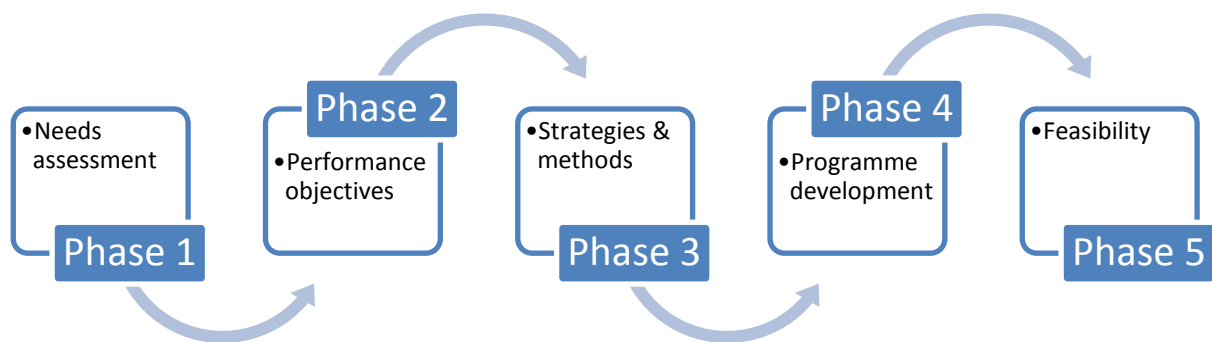 Phase 1
•Needs
assessment
Phase 2
•Performance
objectives
Phase 3
•Strategies &
methods
Phase 4
•Programme
development
Phase 5
•Feasibility